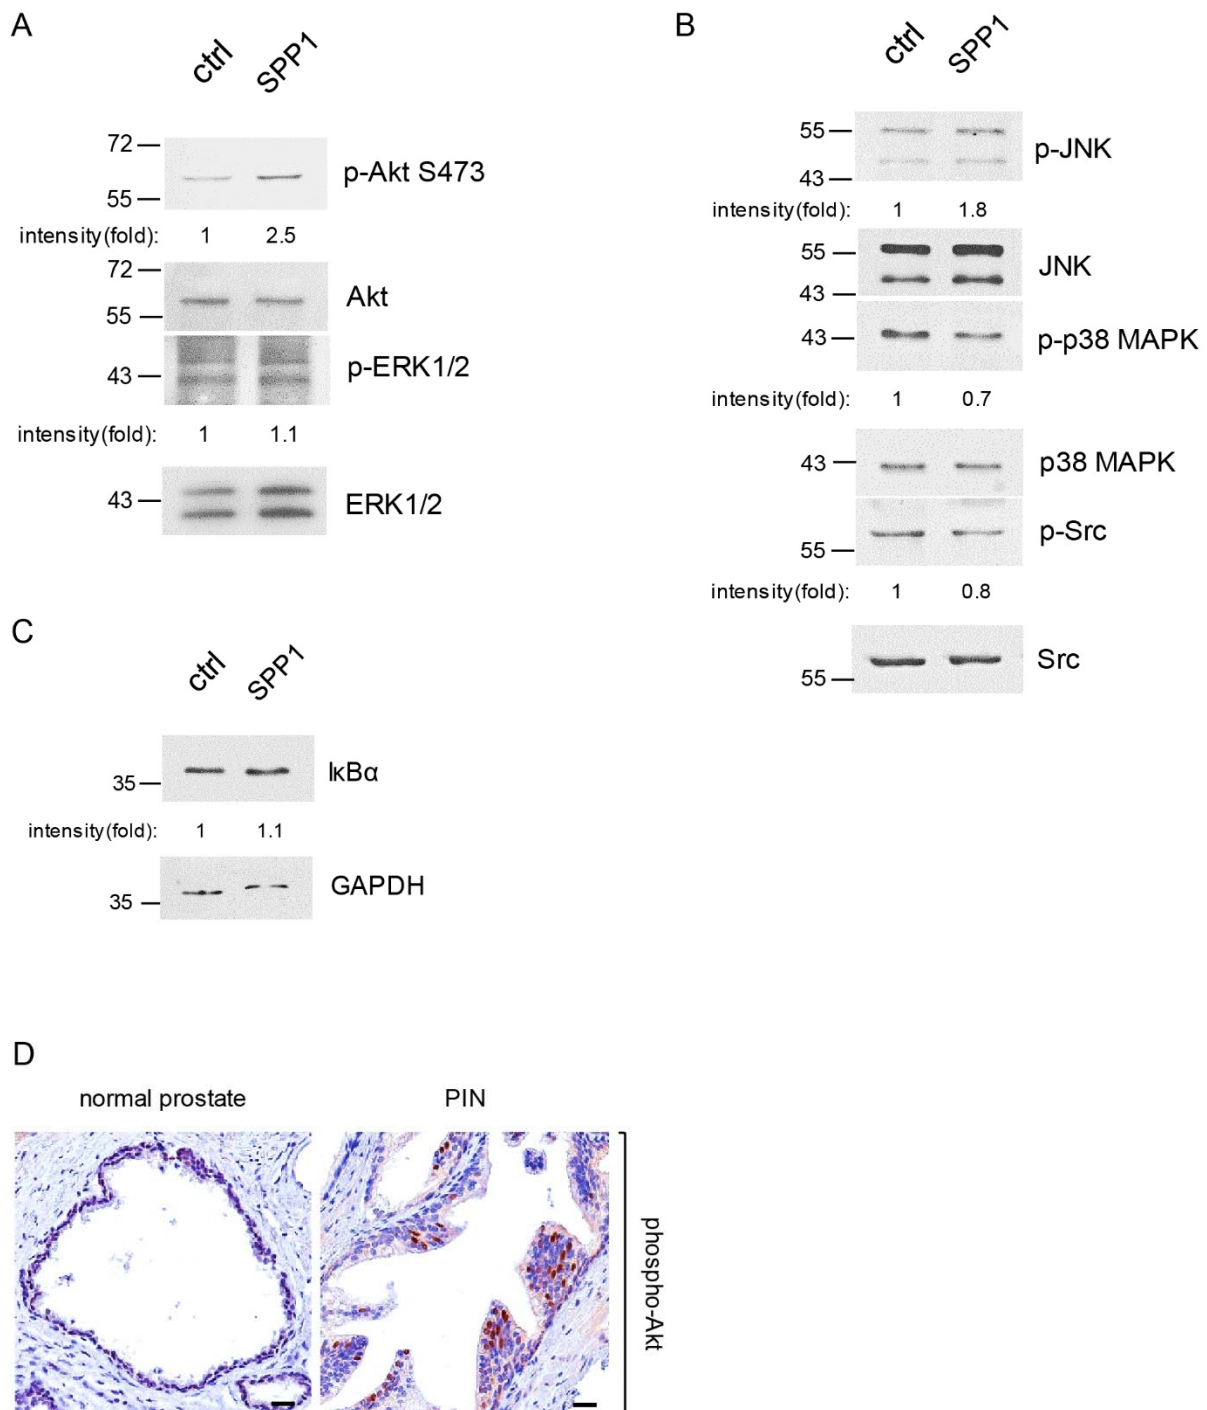 A
ctrl SPP1
72
p-Akt S473
55
intensity(fold): 1 2.5
72
Akt
55
p-ERK1/2
43
intensity(fold): 1 1.1
43
ERK1/2
B
ctrl SPP1
55
p-JNK
43
intensity(fold): 1 1.8
55
JNK
43
43
p-p38 MAPK
intensity(fold): 1 0.7
43
p38 MAPK
p-Src
55
intensity(fold): 1 0.8
Src
55
C
ctrl SPP1
IκBα
35
intensity(fold): 1 1.1
GAPDH
35
D
normal prostate PIN
phospho-Akt